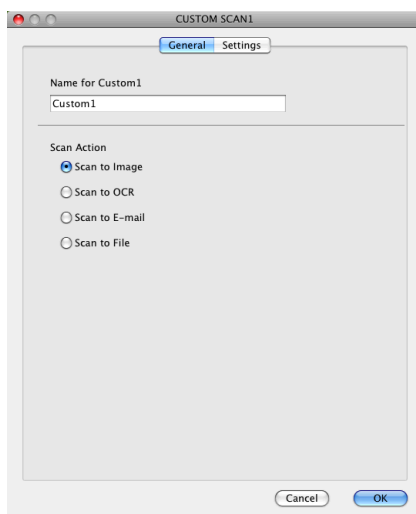 CUSTOM SCAN1
General Settings
Name for Custom1
Custom1
Scan Action
Scan to Image
Scan to OCR
Scan to E-mail
Scan to File
Cancel OK